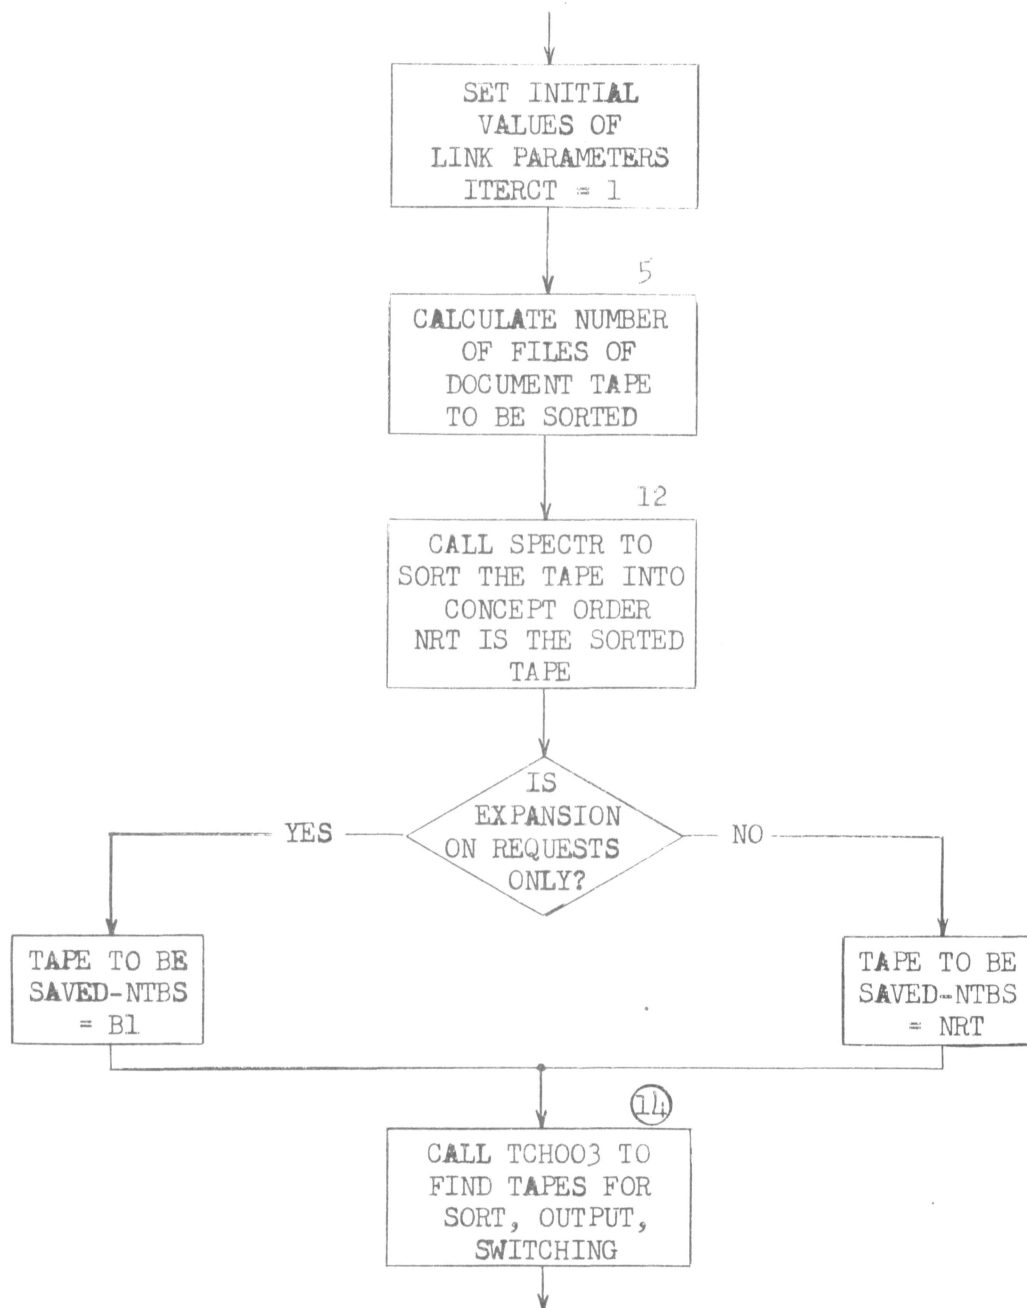 SET INITIAL
VALUES OF
LINK PARAMETERS
ITERCT = 1
5
CALCULATE NUMBER
OF FILES OF
DOCUMENT TAPE
TO BE SORTED
12
CALL SPECTR TO
SORT THE TAPE INTO
CONCEPT ORDER
NRT IS THE SORTED
TAPE
IS
EXPANSION
ON REQUESTS
ONLY?
YES
NO
TAPE TO BE
SAVED-NTBS
= B1
TAPE TO BE
SAVED-NTBS
= NRT
14
CALL TCHOO3 TO
FIND TAPES FOR
SORT, OUTPUT,
SWITCHING